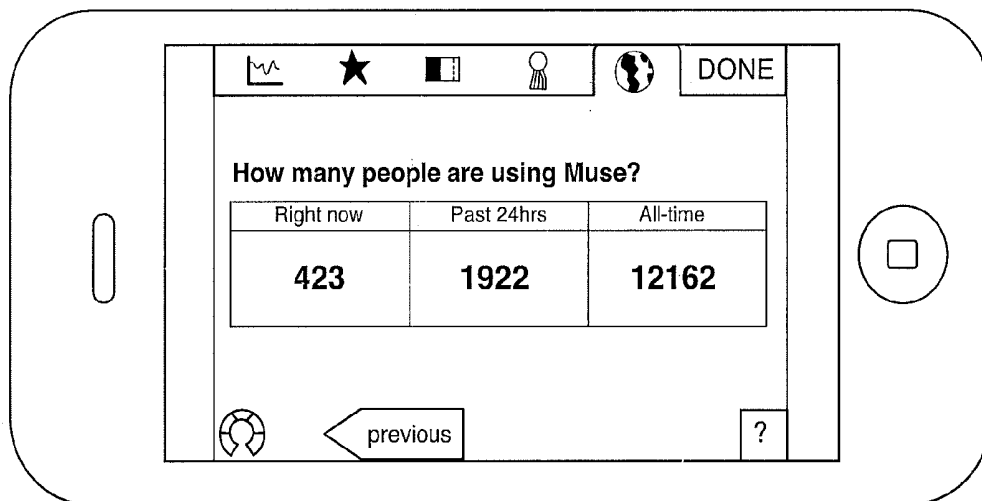 DONE
How many people are using Muse?
Right now Past 24hrs All-time
423 1922 12162
previous ?